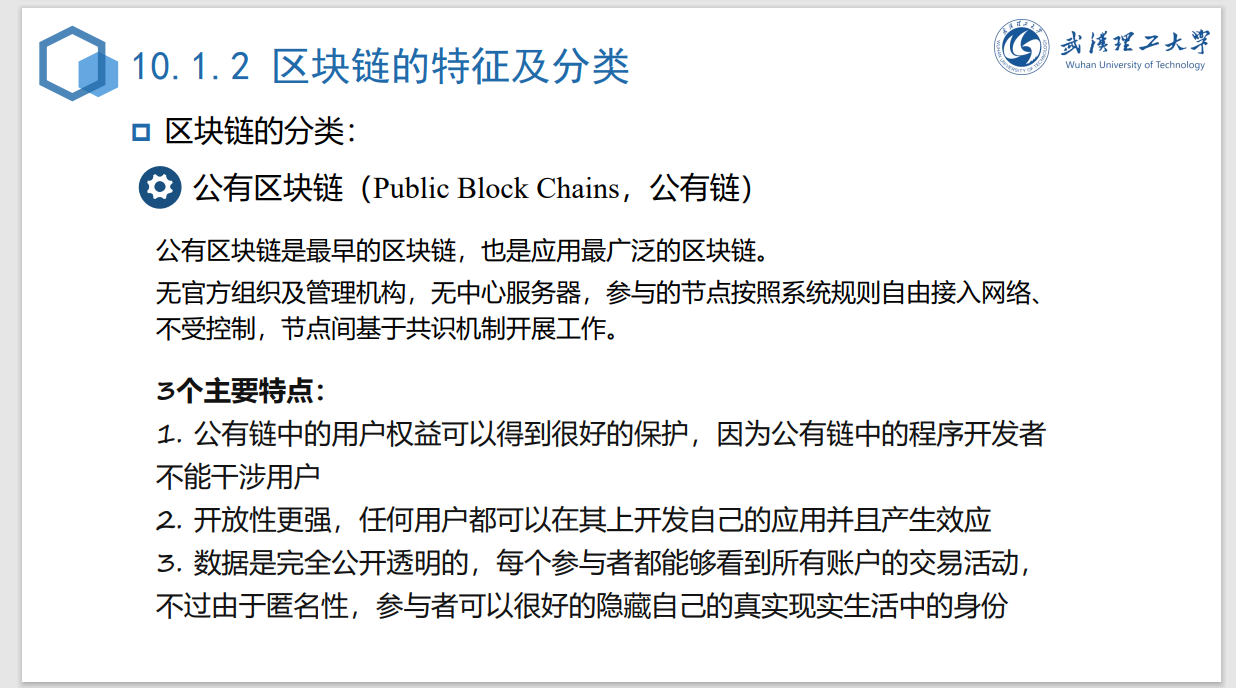 10.1.2 区块链的特征及分类
武汉理工大学
Wuhan University of Technology
区块链的分类：
公有区块链（Public Block Chains，公有链）
公有区块链是最早的区块链，也是应用最广泛的区块链。
无官方组织及管理机构，无中心服务器，参与的节点按照系统规则自由接入网络、
不受控制，节点间基于共识机制开展工作。
3个主要特点：
1. 公有链中的用户权益可以得到很好的保护，因为公有链中的程序开发者
不能干涉用户
2. 开放性更强，任何用户都可以在其上开发自己的应用并且产生效应
3. 数据是完全公开透明的，每个参与者都能够看到所有账户的交易活动，
不过由于匿名性，参与者可以很好的隐藏自己的真实现实生活中的身份